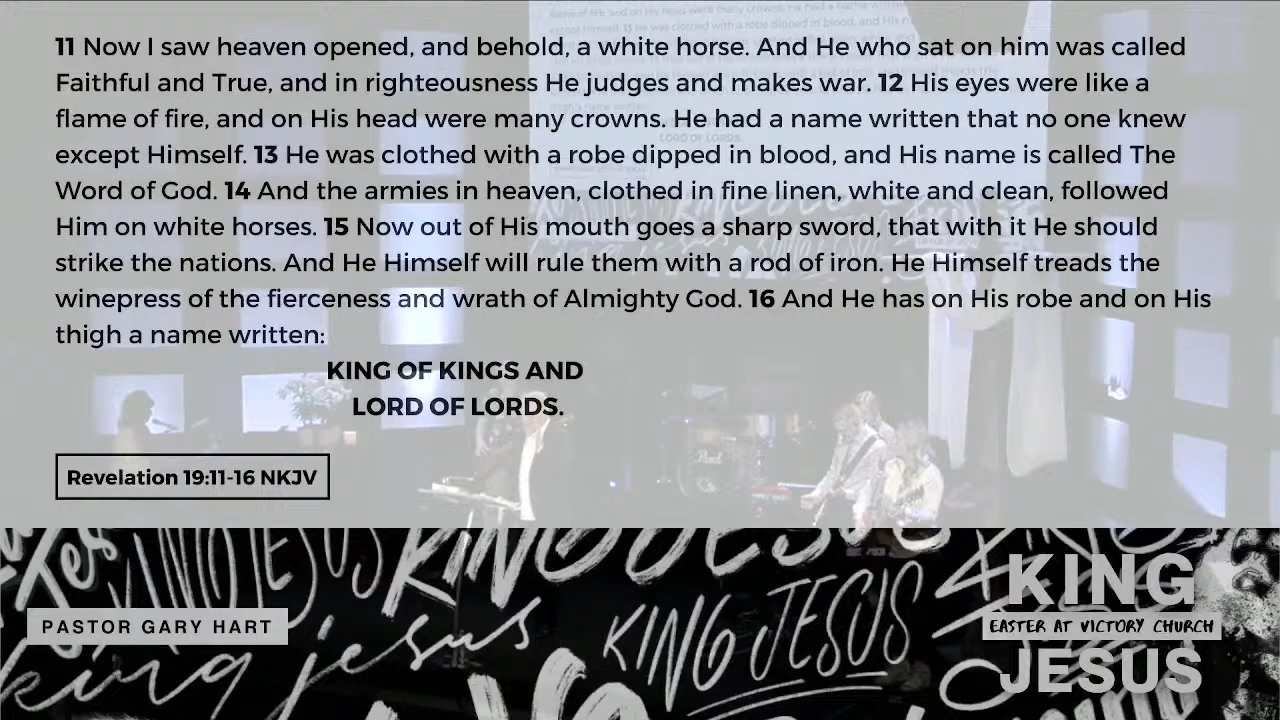 11 Now I saw heaven opened, and behold, a white horse. And He who sat on him was called
Faithful and True, and in righteousness He judges and makes war. 12 His eyes were like a
flame of fire, and on His head were many crowns. He had a name written that no one knew
except Himself. 13 He was clothed with a robe dipped in blood, and His name is called The
Word of God. 14 And the armies in heaven, clothed in fine linen, white and clean, followed
Him on white horses. 15 Now out of His mouth goes a sharp sword, that with it He should
strike the nations. And He Himself will rule them with a rod of iron. He Himself treads the
winepress of the fierceness and wrath of Almighty God. 16 And He has on His robe and on His
thigh a name written:
KING OF KINGS AND
LORD OF LORDS.
Revelation 19:11-16 NKJV
KING JESUS
PASTOR GARY HART
king jesus
KING JESUS
KING
EASTER AT VICTORY CHURCH
JESUS